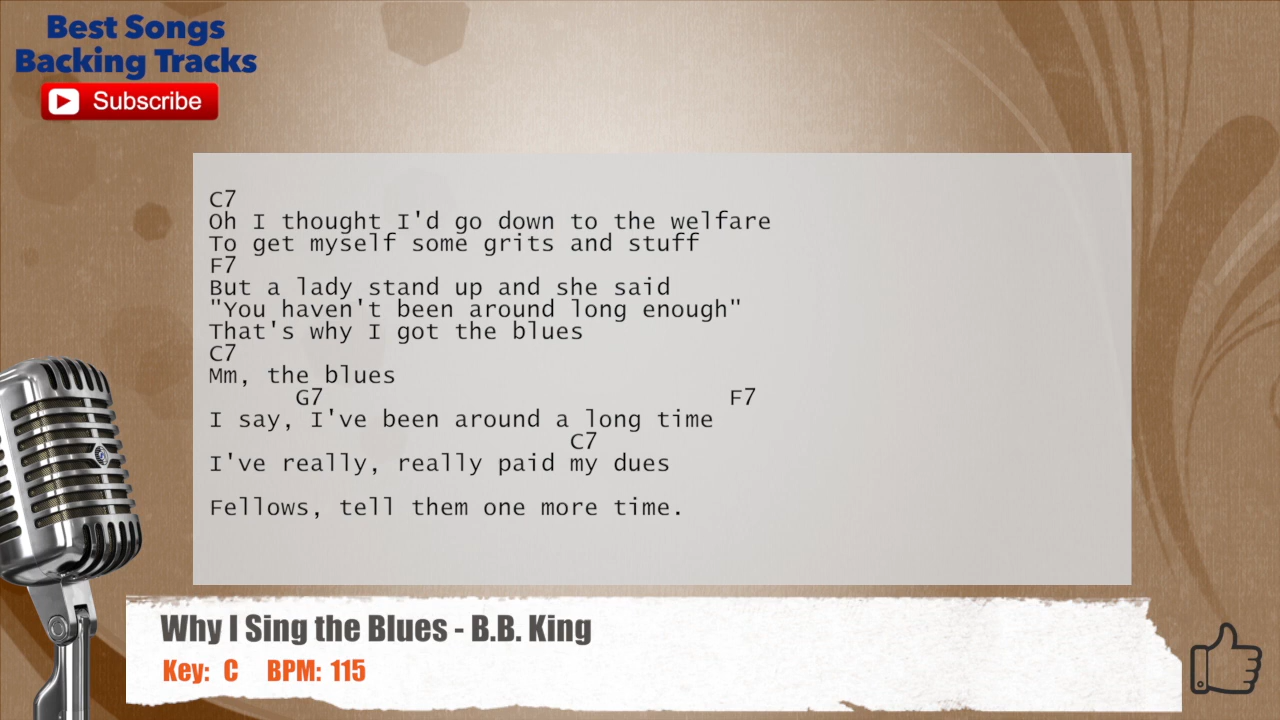 Best Songs
Backing Tracks
Subscribe
C7
Oh I thought I'd go down to the welfare
To get myself some grits and stuff
F7
But a lady stand up and she said
"You haven't been around long enough"
That's why I got the blues
C7
Mm, the blues
G7 F7
I say, I've been around a long time
C7
I've really, really paid my dues
Fellows, tell them one more time.
Why I Sing the Blues - B.B. King
Key: C BPM: 115